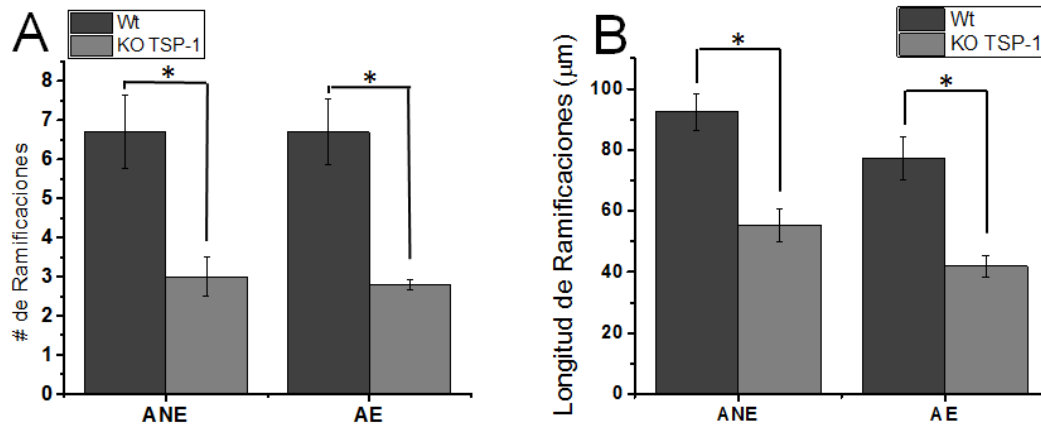 A
Wt
KO TSP-1
# de Ramificaciones
8
7
6
5
4
3
2
1
0
*
*
ANE
AE
B
Wt
KO TSP-1
Longitud de Ramificaciones (μm)
100
80
60
40
20
0
*
*
ANE
AE